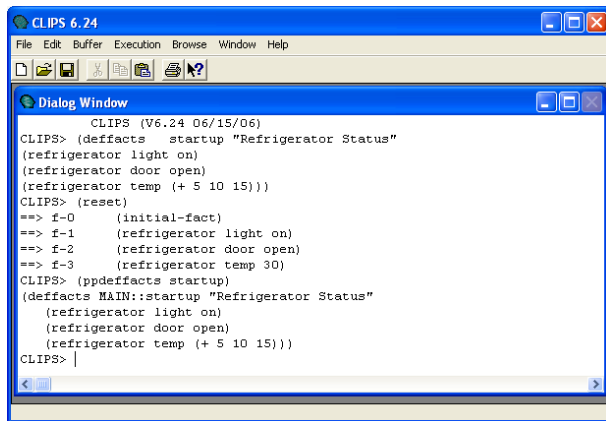 CLIPS 6.24
File Edit Buffer Execution Browse Window Help
Dialog Window
CLIPS (V6.24 06/15/06)
CLIPS> (deffacts   startup "Refrigerator Status"
(refrigerator light on)
(refrigerator door open)
(refrigerator temp (+ 5 10 15)))
CLIPS> (reset)
==> f-0     (initial-fact)
==> f-1     (refrigerator light on)
==> f-2     (refrigerator door open)
==> f-3     (refrigerator temp 30)
CLIPS> (ppdeffacts startup)
(deffacts MAIN::startup "Refrigerator Status"
   (refrigerator light on)
   (refrigerator door open)
   (refrigerator temp (+ 5 10 15)))
CLIPS>